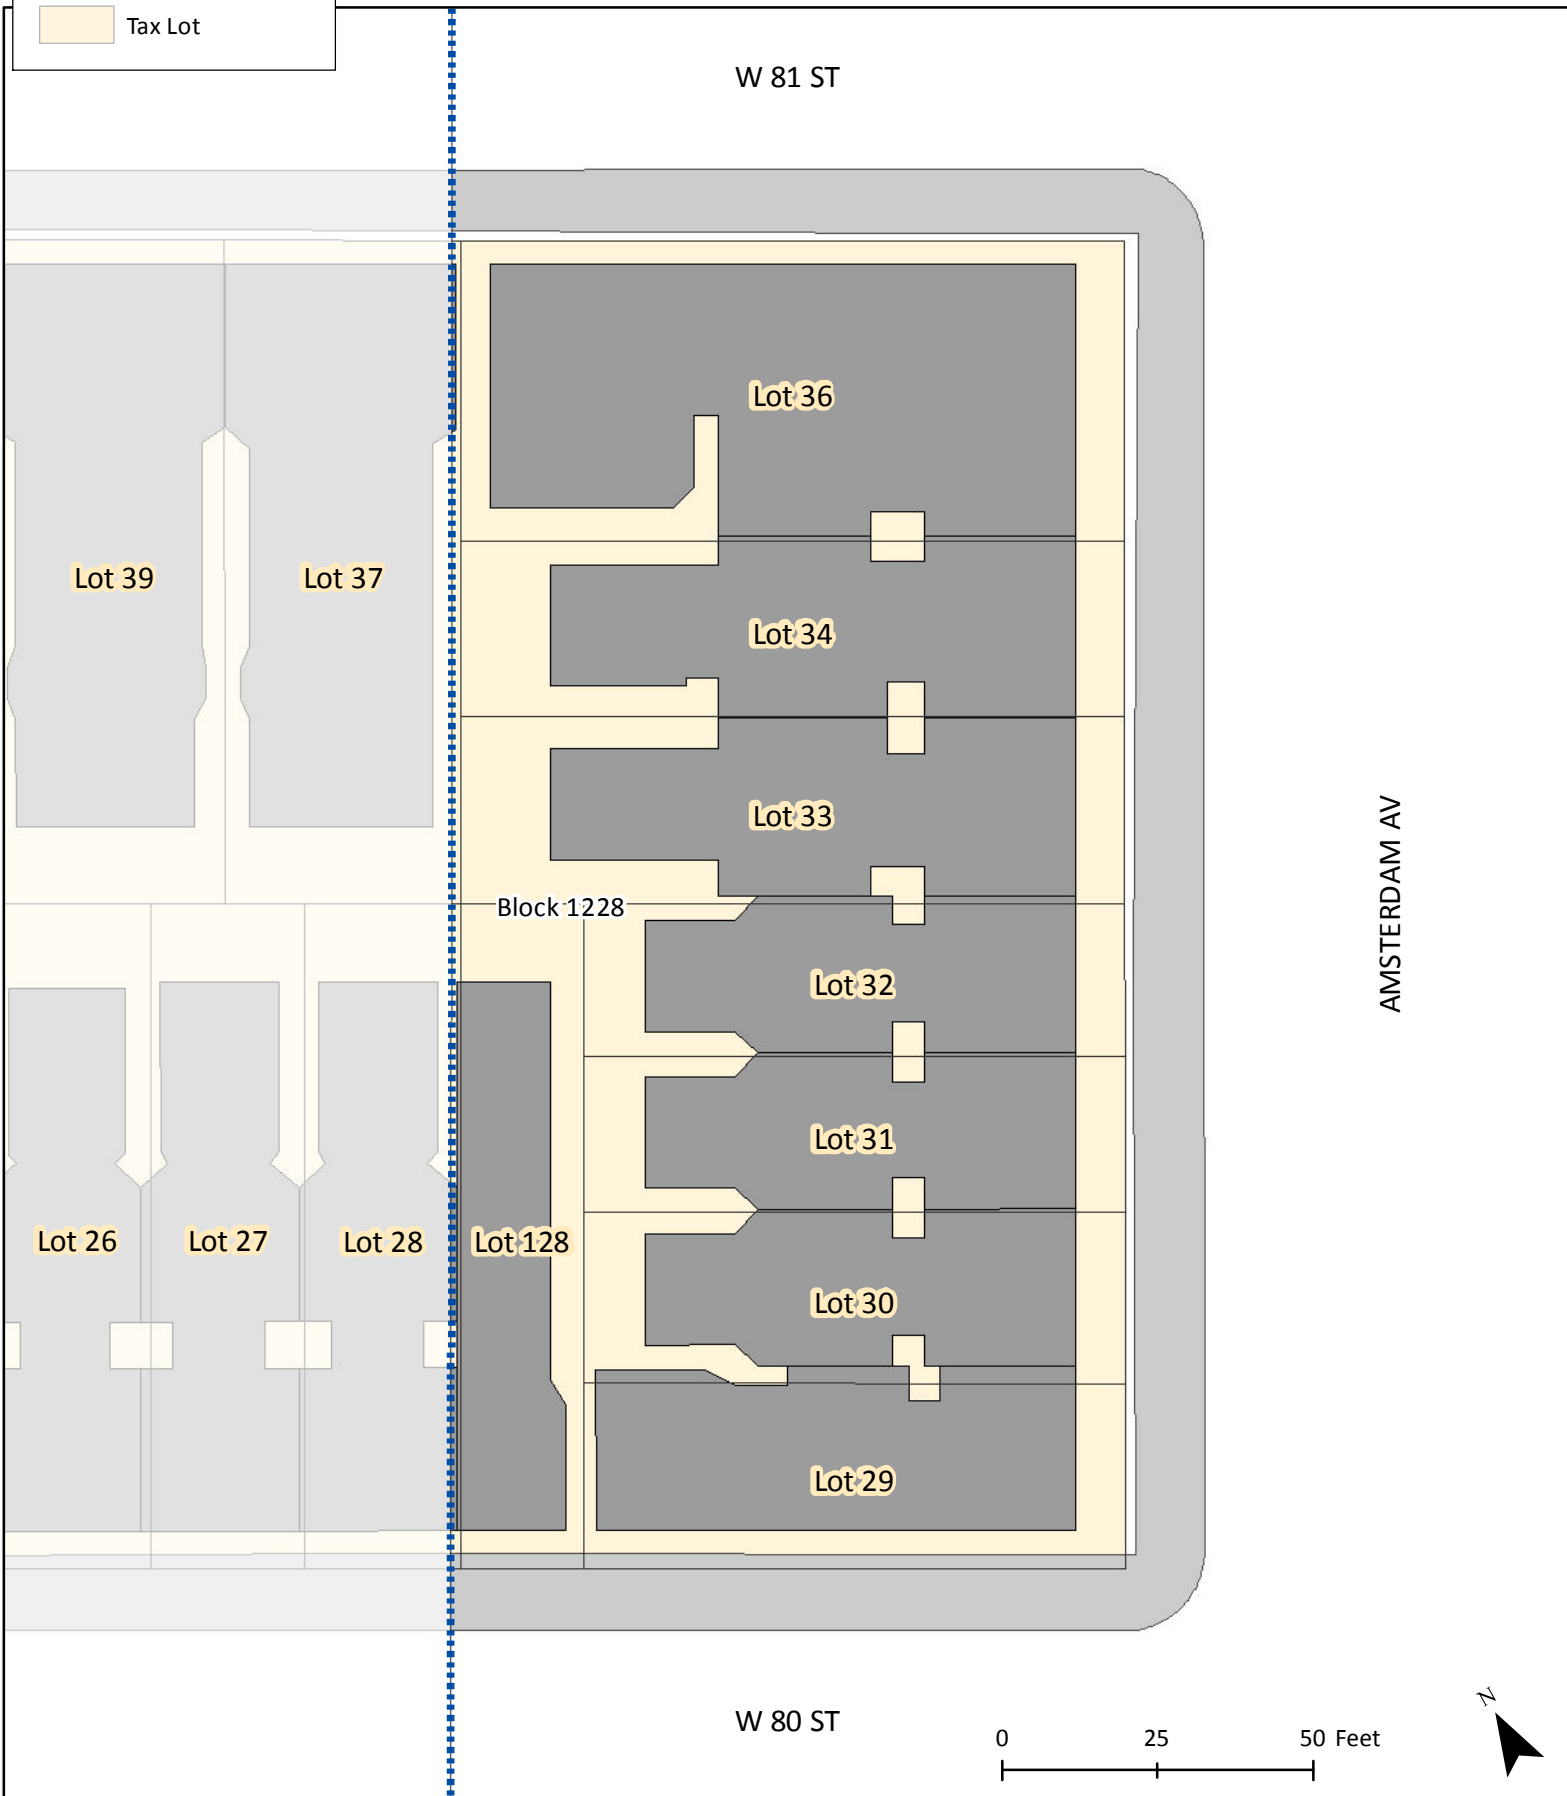 Tax Lot
W 81 ST
Lot 36
Lot 39
Lot 37
Lot 34
Lot 33
AMSTERDAM AV
Block 1228
Lot 32
Lot 31
Lot 26
Lot 27
Lot 28
Lot 128
Lot 30
Lot 29
W 80 ST
N
0 25 50 Feet